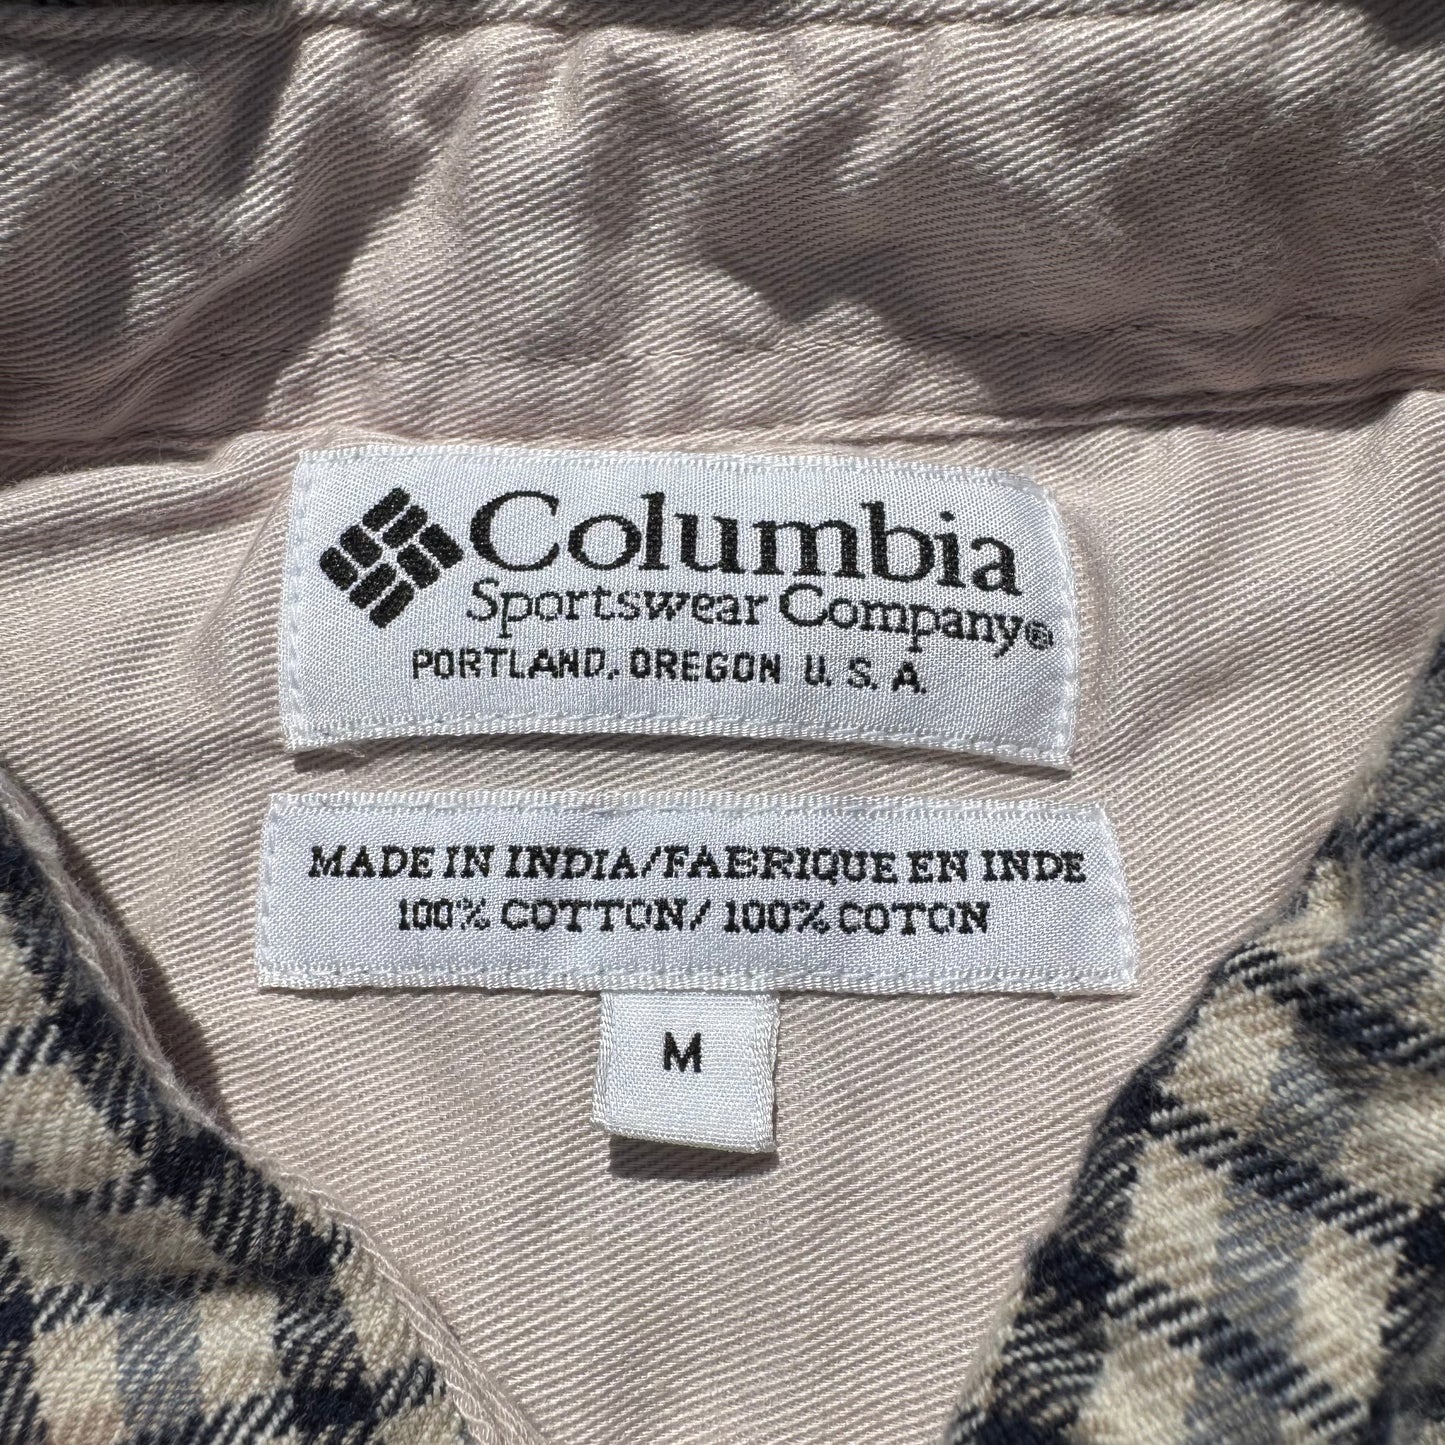 Columbia
Sportswear Company®
PORTLAND, OREGON U. S. A.
MADE IN INDIA/FABRIQUE EN INDE
100% COTTON/ 100% COTON
M